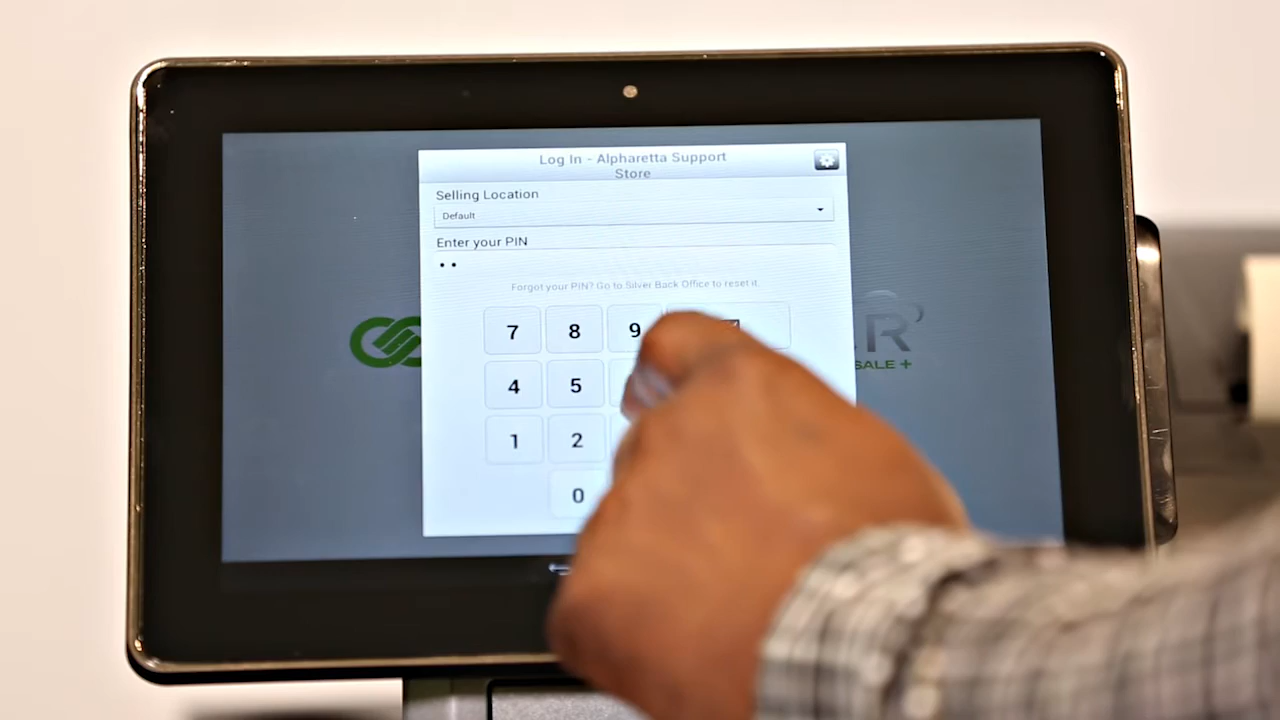 Log In - Alpharetta Support
Store
Selling Location
Default
Enter your PIN
Forgot your PIN? Go to Silver Back Office to reset it.
7 8 9
4 5
1 2
0
ER
SALE +